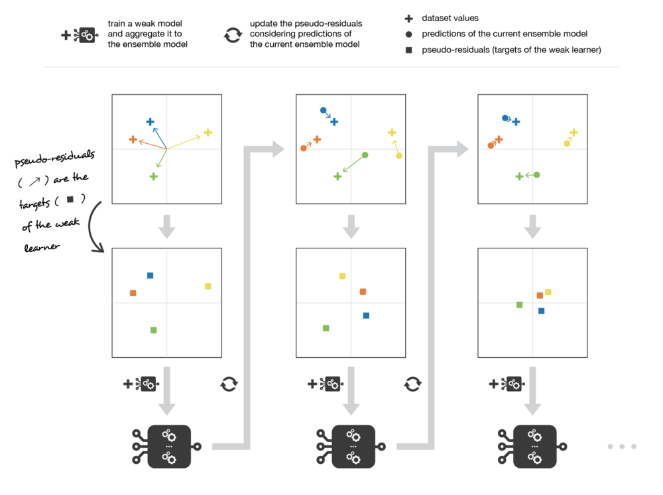 train a weak model
and aggregate it to
the ensemble model
update the pseudo-residuals
considering predictions of
the current ensemble model
dataset values
predictions of the current ensemble model
pseudo-residuals (targets of the weak learner)
pseudo-residuals
( ↗ ) are the
targets ( ■ )
of the weak
learner